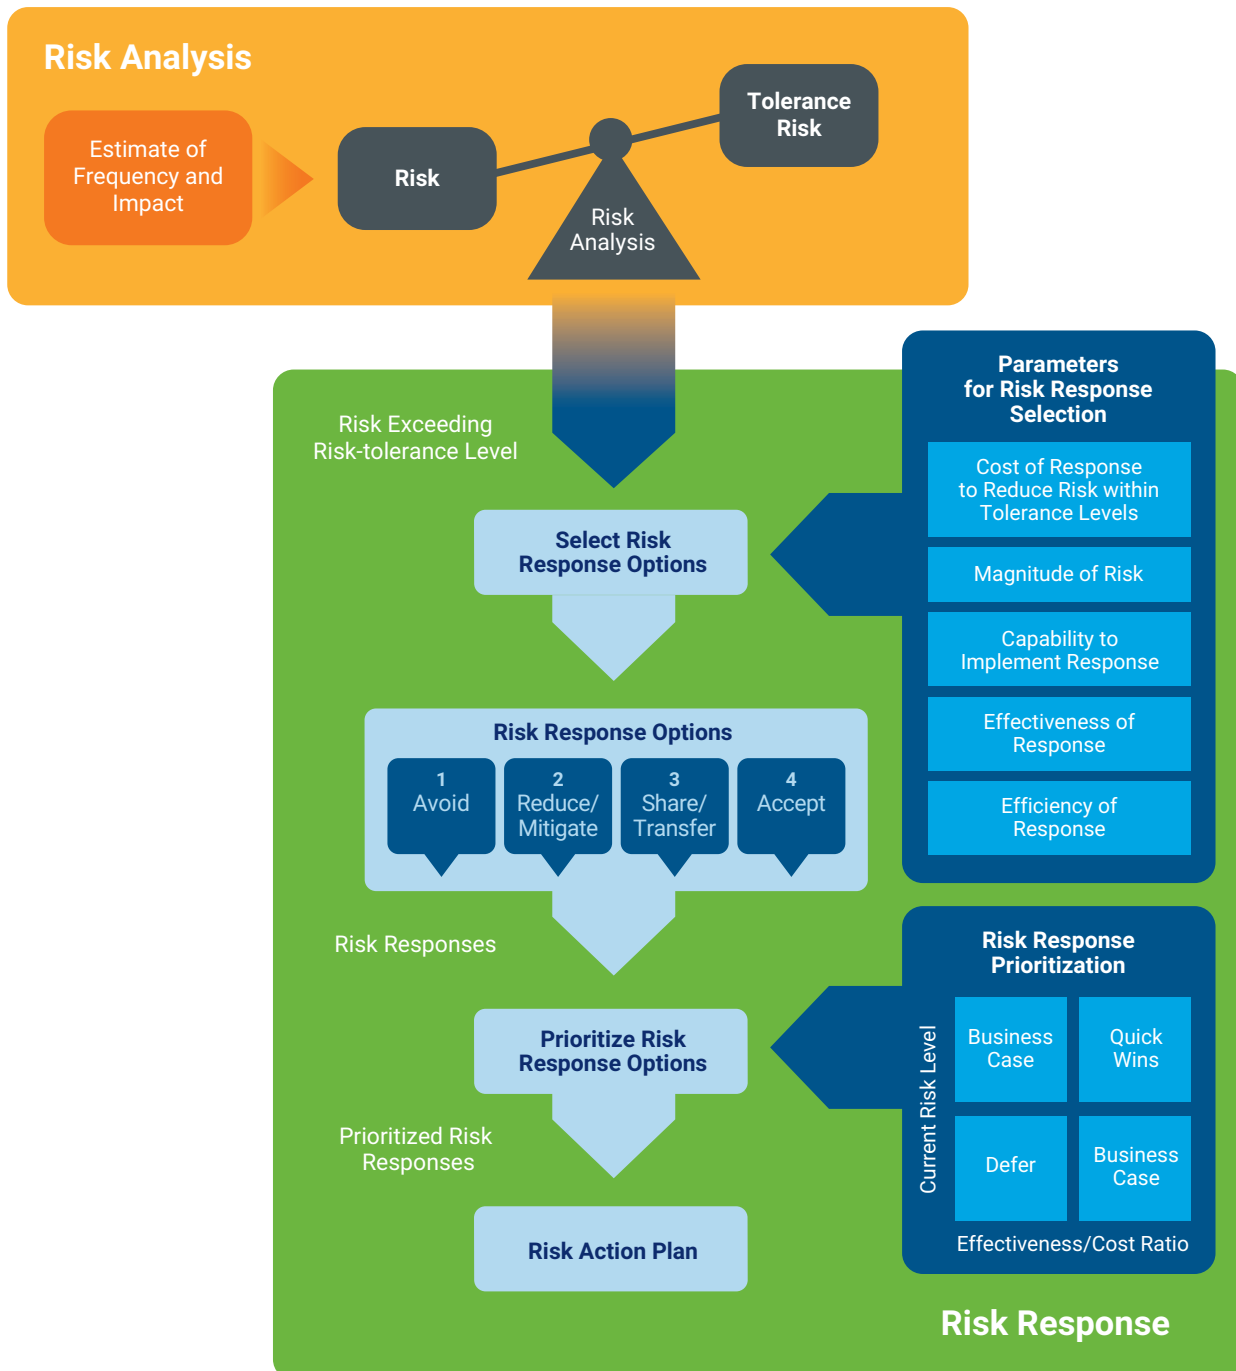 Risk Analysis
Estimate of
Frequency and
Impact
Risk
Tolerance
Risk
Risk
Analysis
Risk Exceeding
Risk-tolerance Level
Select Risk
Response Options
Parameters
for Risk Response
Selection
Cost of Response
to Reduce Risk within
Tolerance Levels
Magnitude of Risk
Capability to
Implement Response
Effectiveness of
Response
Efficiency of
Response
Risk Response Options
1
Avoid
2
Reduce/
Mitigate
3
Share/
Transfer
4
Accept
Risk Responses
Prioritize Risk
Response Options
Risk Response
Prioritization
Current Risk Level
Business
Case
Quick
Wins
Defer
Business
Case
Effectiveness/Cost Ratio
Prioritized Risk
Responses
Risk Action Plan
Risk Response